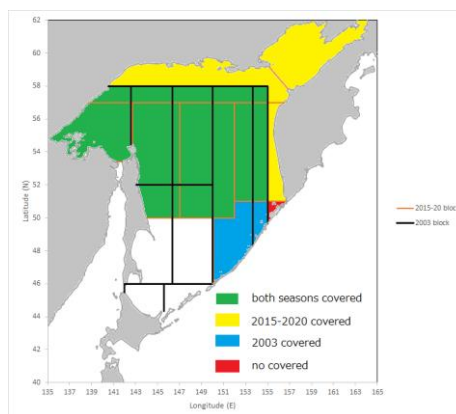 62
60
58
56
54
52
50
48
46
44
42
40
Latitude (N)
135 137 139 141 143 145 147 149 151 153 155 157 159 161 163 165
Longitude (E)
2015-20 bloc
2003 block
both seasons covered
2015-2020 covered
2003 covered
no covered